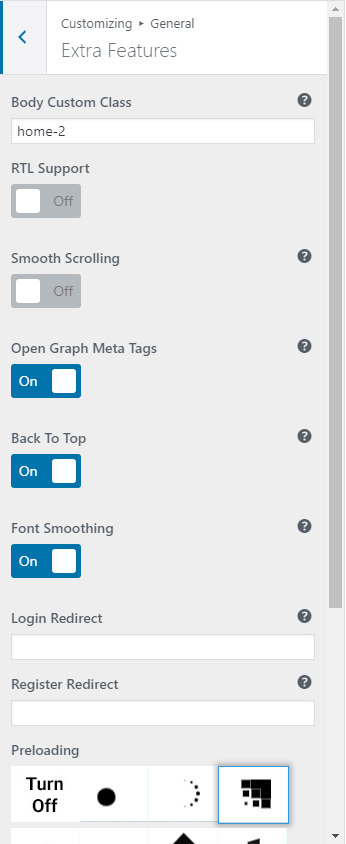 Customizing ▸ General
Extra Features
Body Custom Class
home-2
RTL Support
Off
Smooth Scrolling
Off
Open Graph Meta Tags
On
Back To Top
On
Font Smoothing
On
Login Redirect
Register Redirect
Preloading
Turn
Off